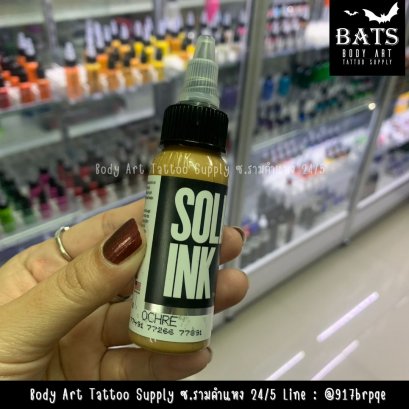 BATS
BODY ART
TATTOO SUPPLY
Body Art Tattoo Supply ซ.รามคำแหง 24/5
SOLI
INK
OCHRE
77266 77891
Body Art Tattoo Supply ซ.รามคำแหง 24/5 Line : @917brpqe